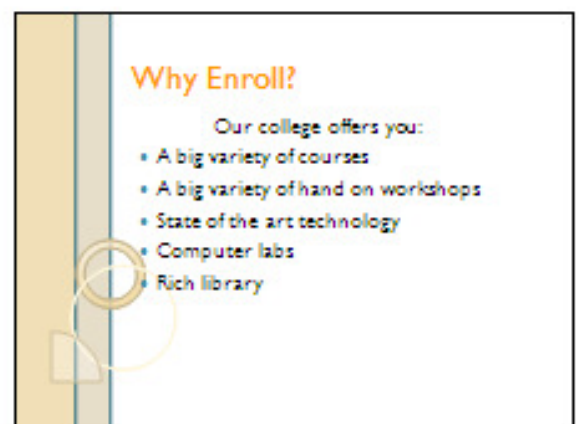 Why Enroll?
Our college offers you:
• A big variety of courses
• A big variety of hand on workshops
• State of the art technology
• Computer labs
• Rich library